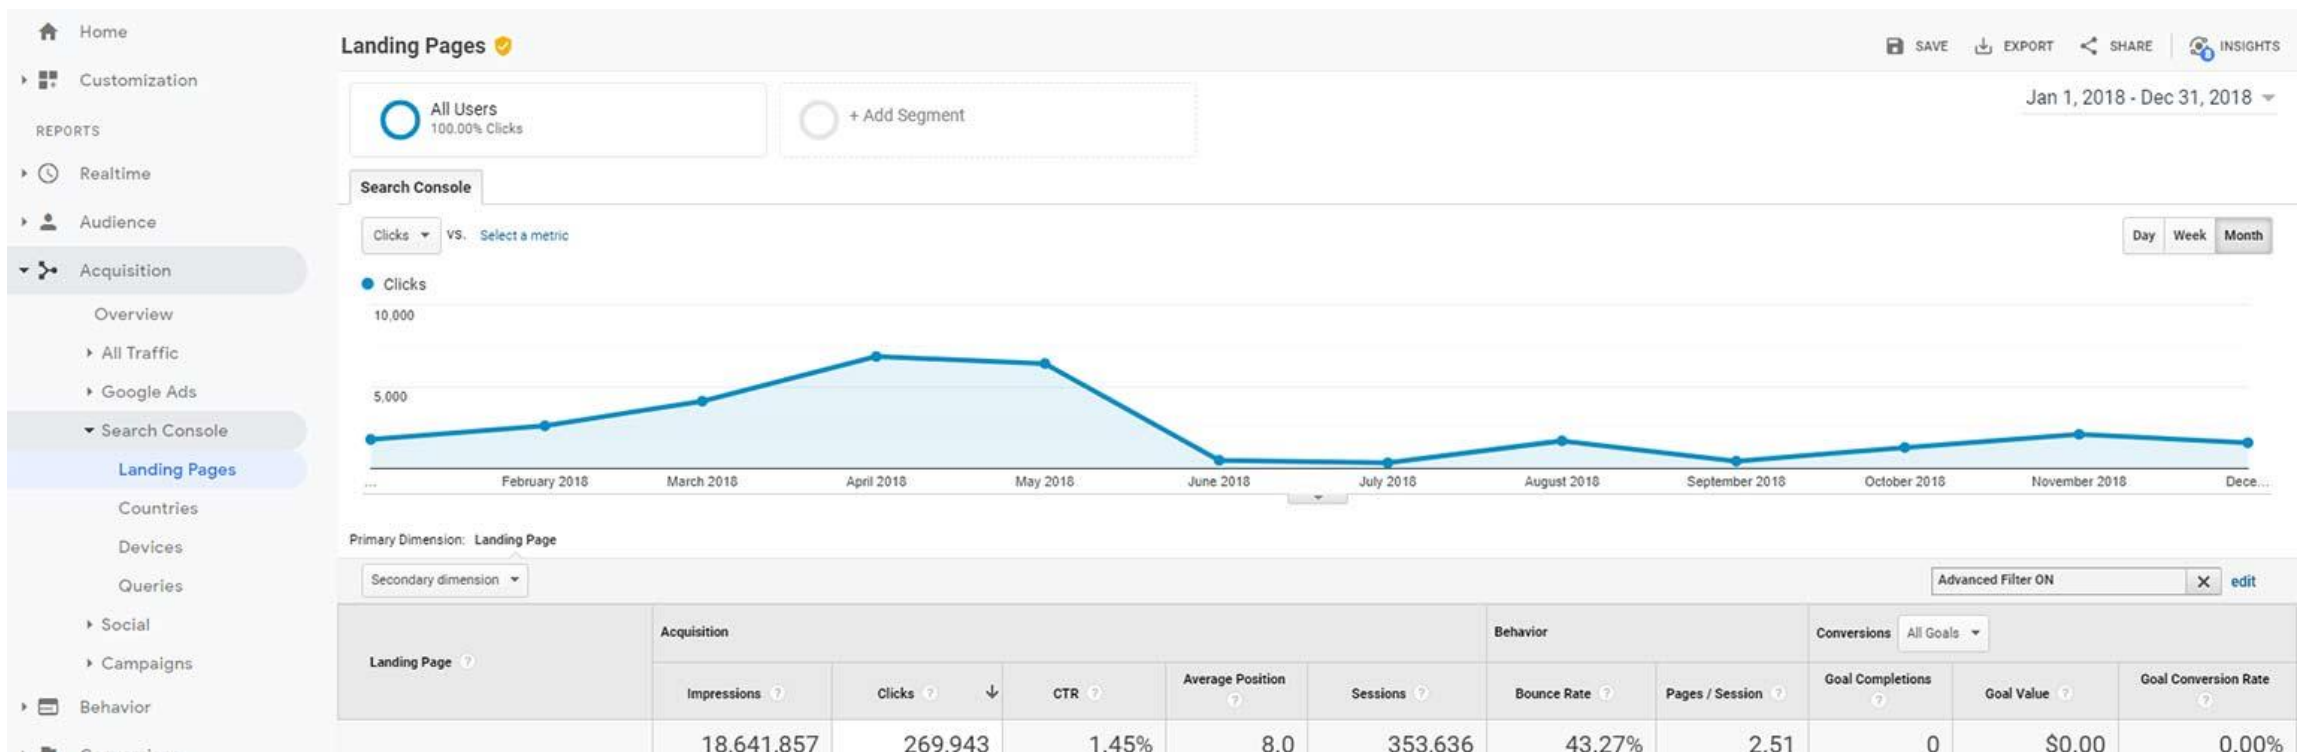 Home
Customization
REPORTS
Realtime
Audience
Acquisition
Overview
All Traffic
Google Ads
Search Console
Landing Pages
Countries
Devices
Queries
Social
Campaigns
Behavior
Landing Pages
SAVE EXPORT SHARE INSIGHTS
All Users
100.00% Clicks
+ Add Segment
Jan 1, 2018 - Dec 31, 2018
Search Console
Clicks VS. Select a metric
Day Week Month
Clicks
10,000
5,000
... February 2018 March 2018 April 2018 May 2018 June 2018 July 2018 August 2018 September 2018 October 2018 November 2018 Dece...
Primary Dimension: Landing Page
Secondary dimension
Advanced Filter ON edit
Landing Page ?
Acquisition Behavior Conversions All Goals
Impressions ? Clicks ? CTR ? Average Position ? Sessions ? Bounce Rate ? Pages / Session ? Goal Completions ? Goal Value ? Goal Conversion Rate ?
18,641,857 269,943 1.45% 8.0 353,636 43.27% 2.51 0 $0.00 0.00%